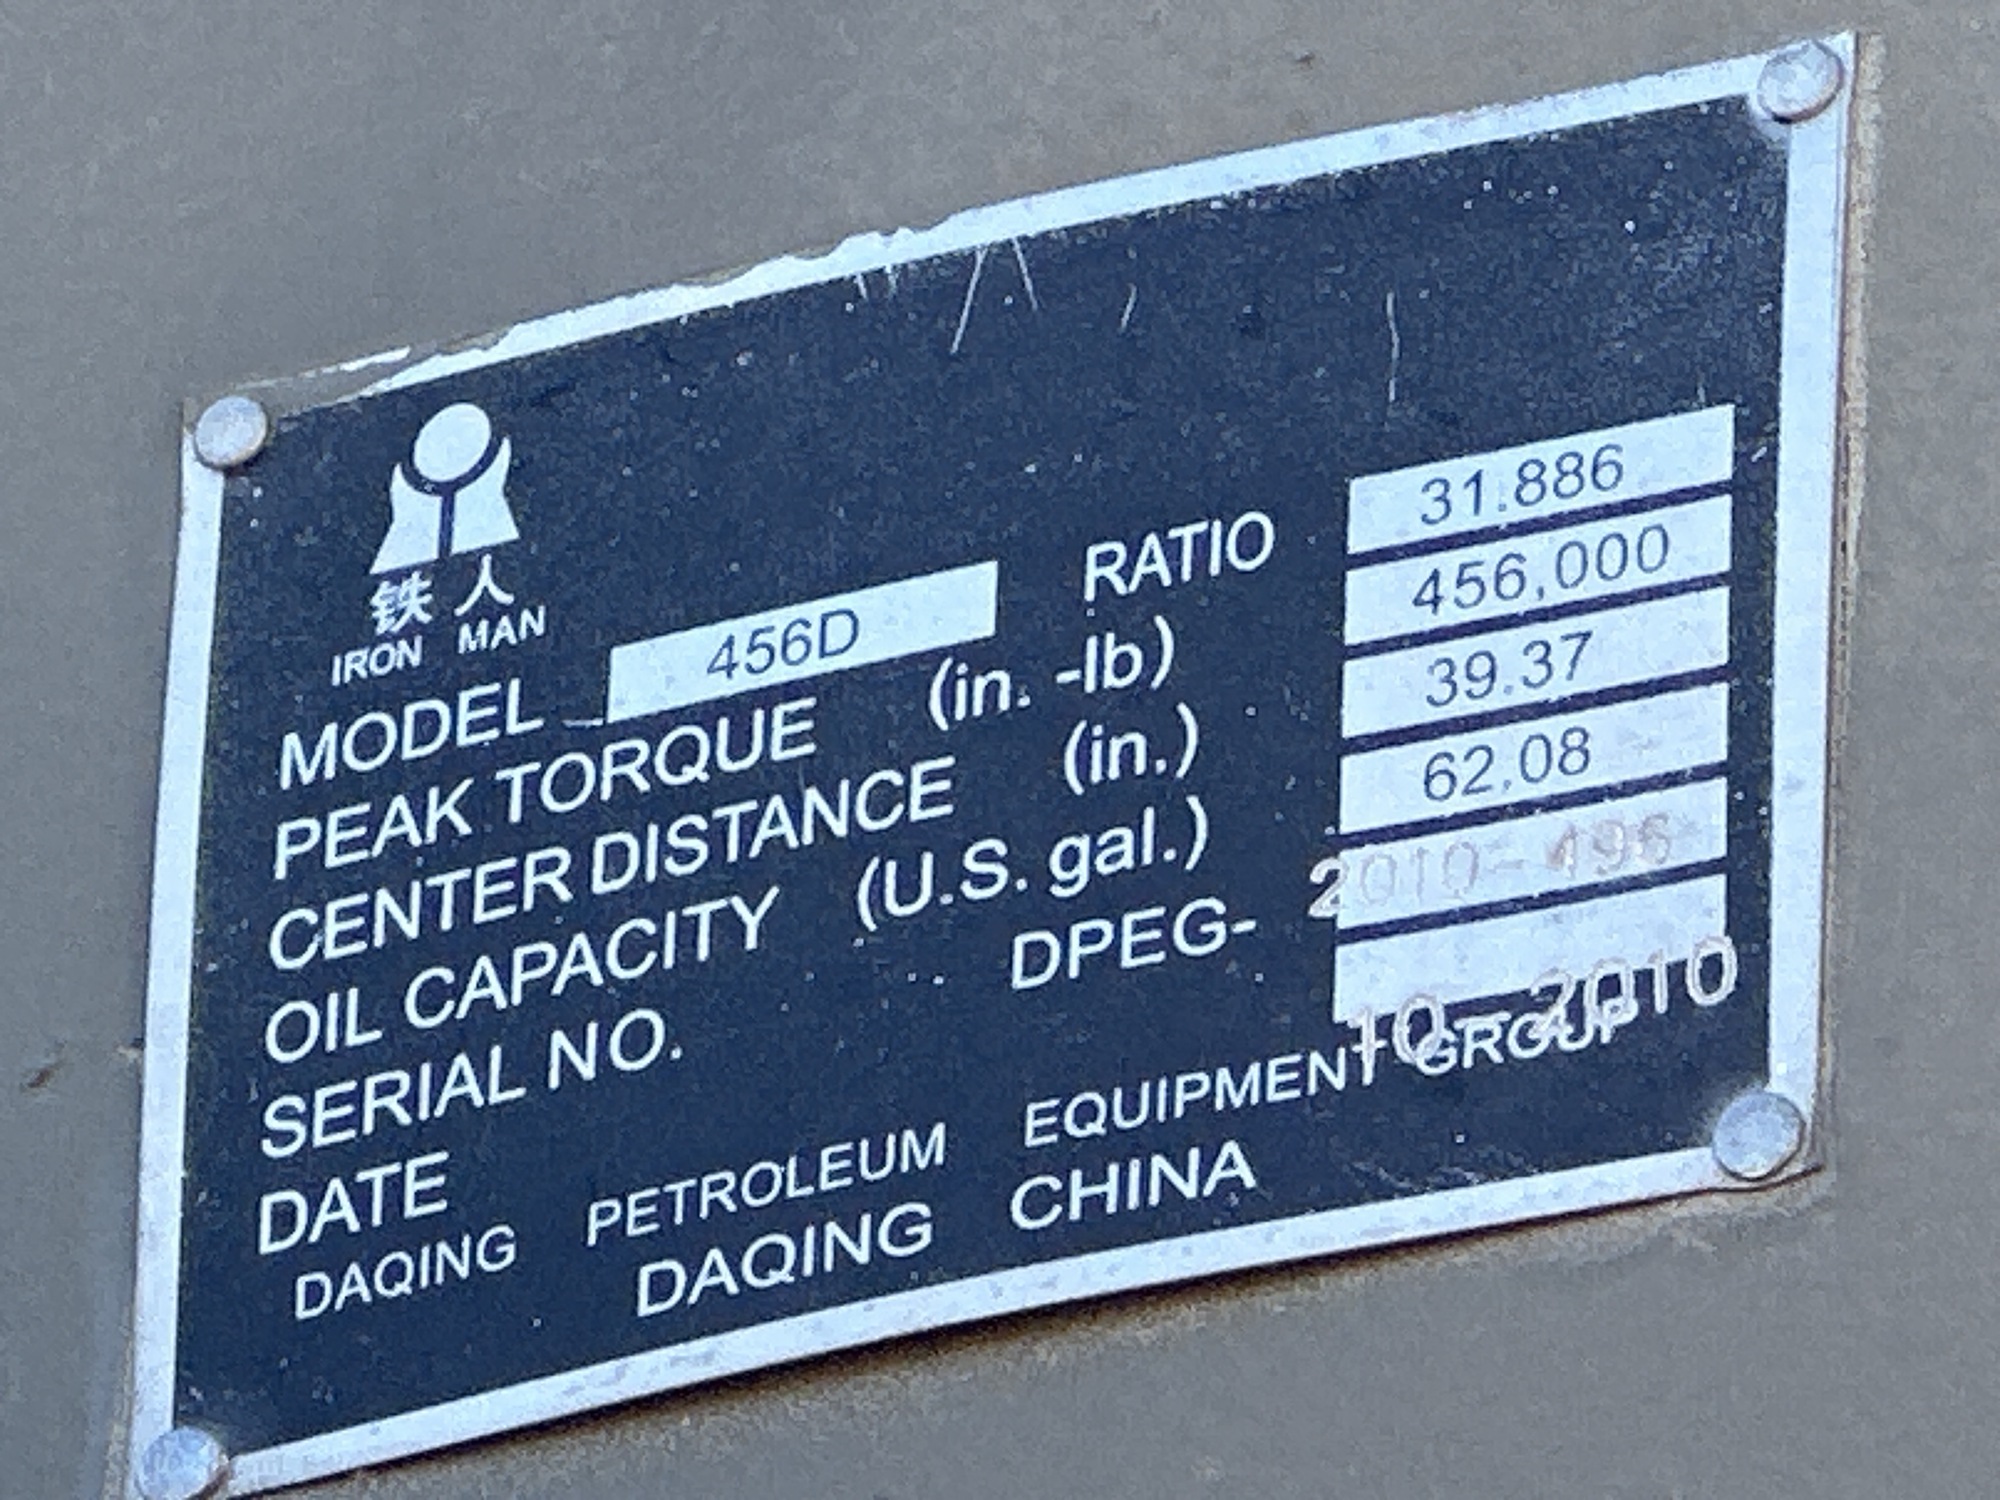 铁人
IRON MAN
MODEL 456D RATIO 31.886
PEAK TORQUE (in. -lb) 456,000
CENTER DISTANCE (in.) 39.37
OIL CAPACITY (U.S. gal.) 62.08
SERIAL NO. DPEG- 2010-496
DATE 10-2010
DAQING PETROLEUM EQUIPMENT GROUP
DAQING CHINA